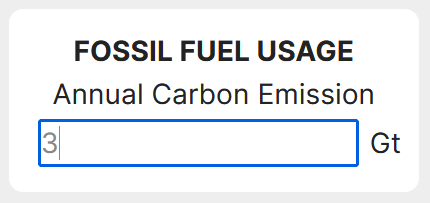 FOSSIL FUEL USAGE
Annual Carbon Emission
3 Gt